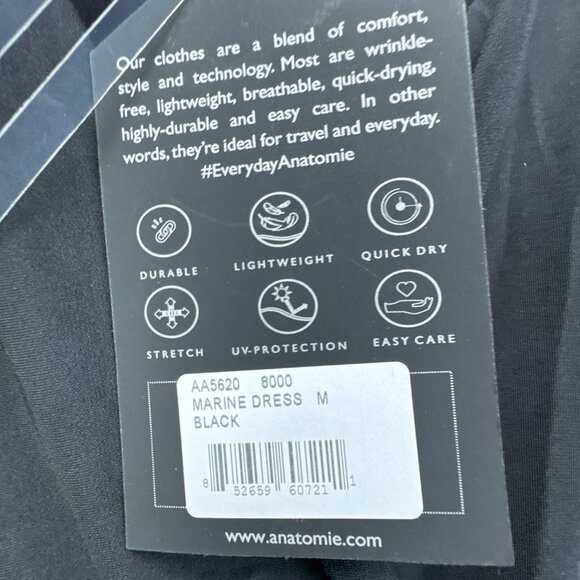 Our clothes are a blend of comfort,
style and technology. Most are wrinkle-
free, lightweight, breathable, quick-drying,
highly-durable and easy care. In other
words, they're ideal for travel and everyday.
#EverydayAnatomie
DURABLE LIGHTWEIGHT QUICK DRY
STRETCH UV-PROTECTION EASY CARE
AA5620 8000
MARINE DRESS M
BLACK
8 52659 60721 1
www.anatomie.com